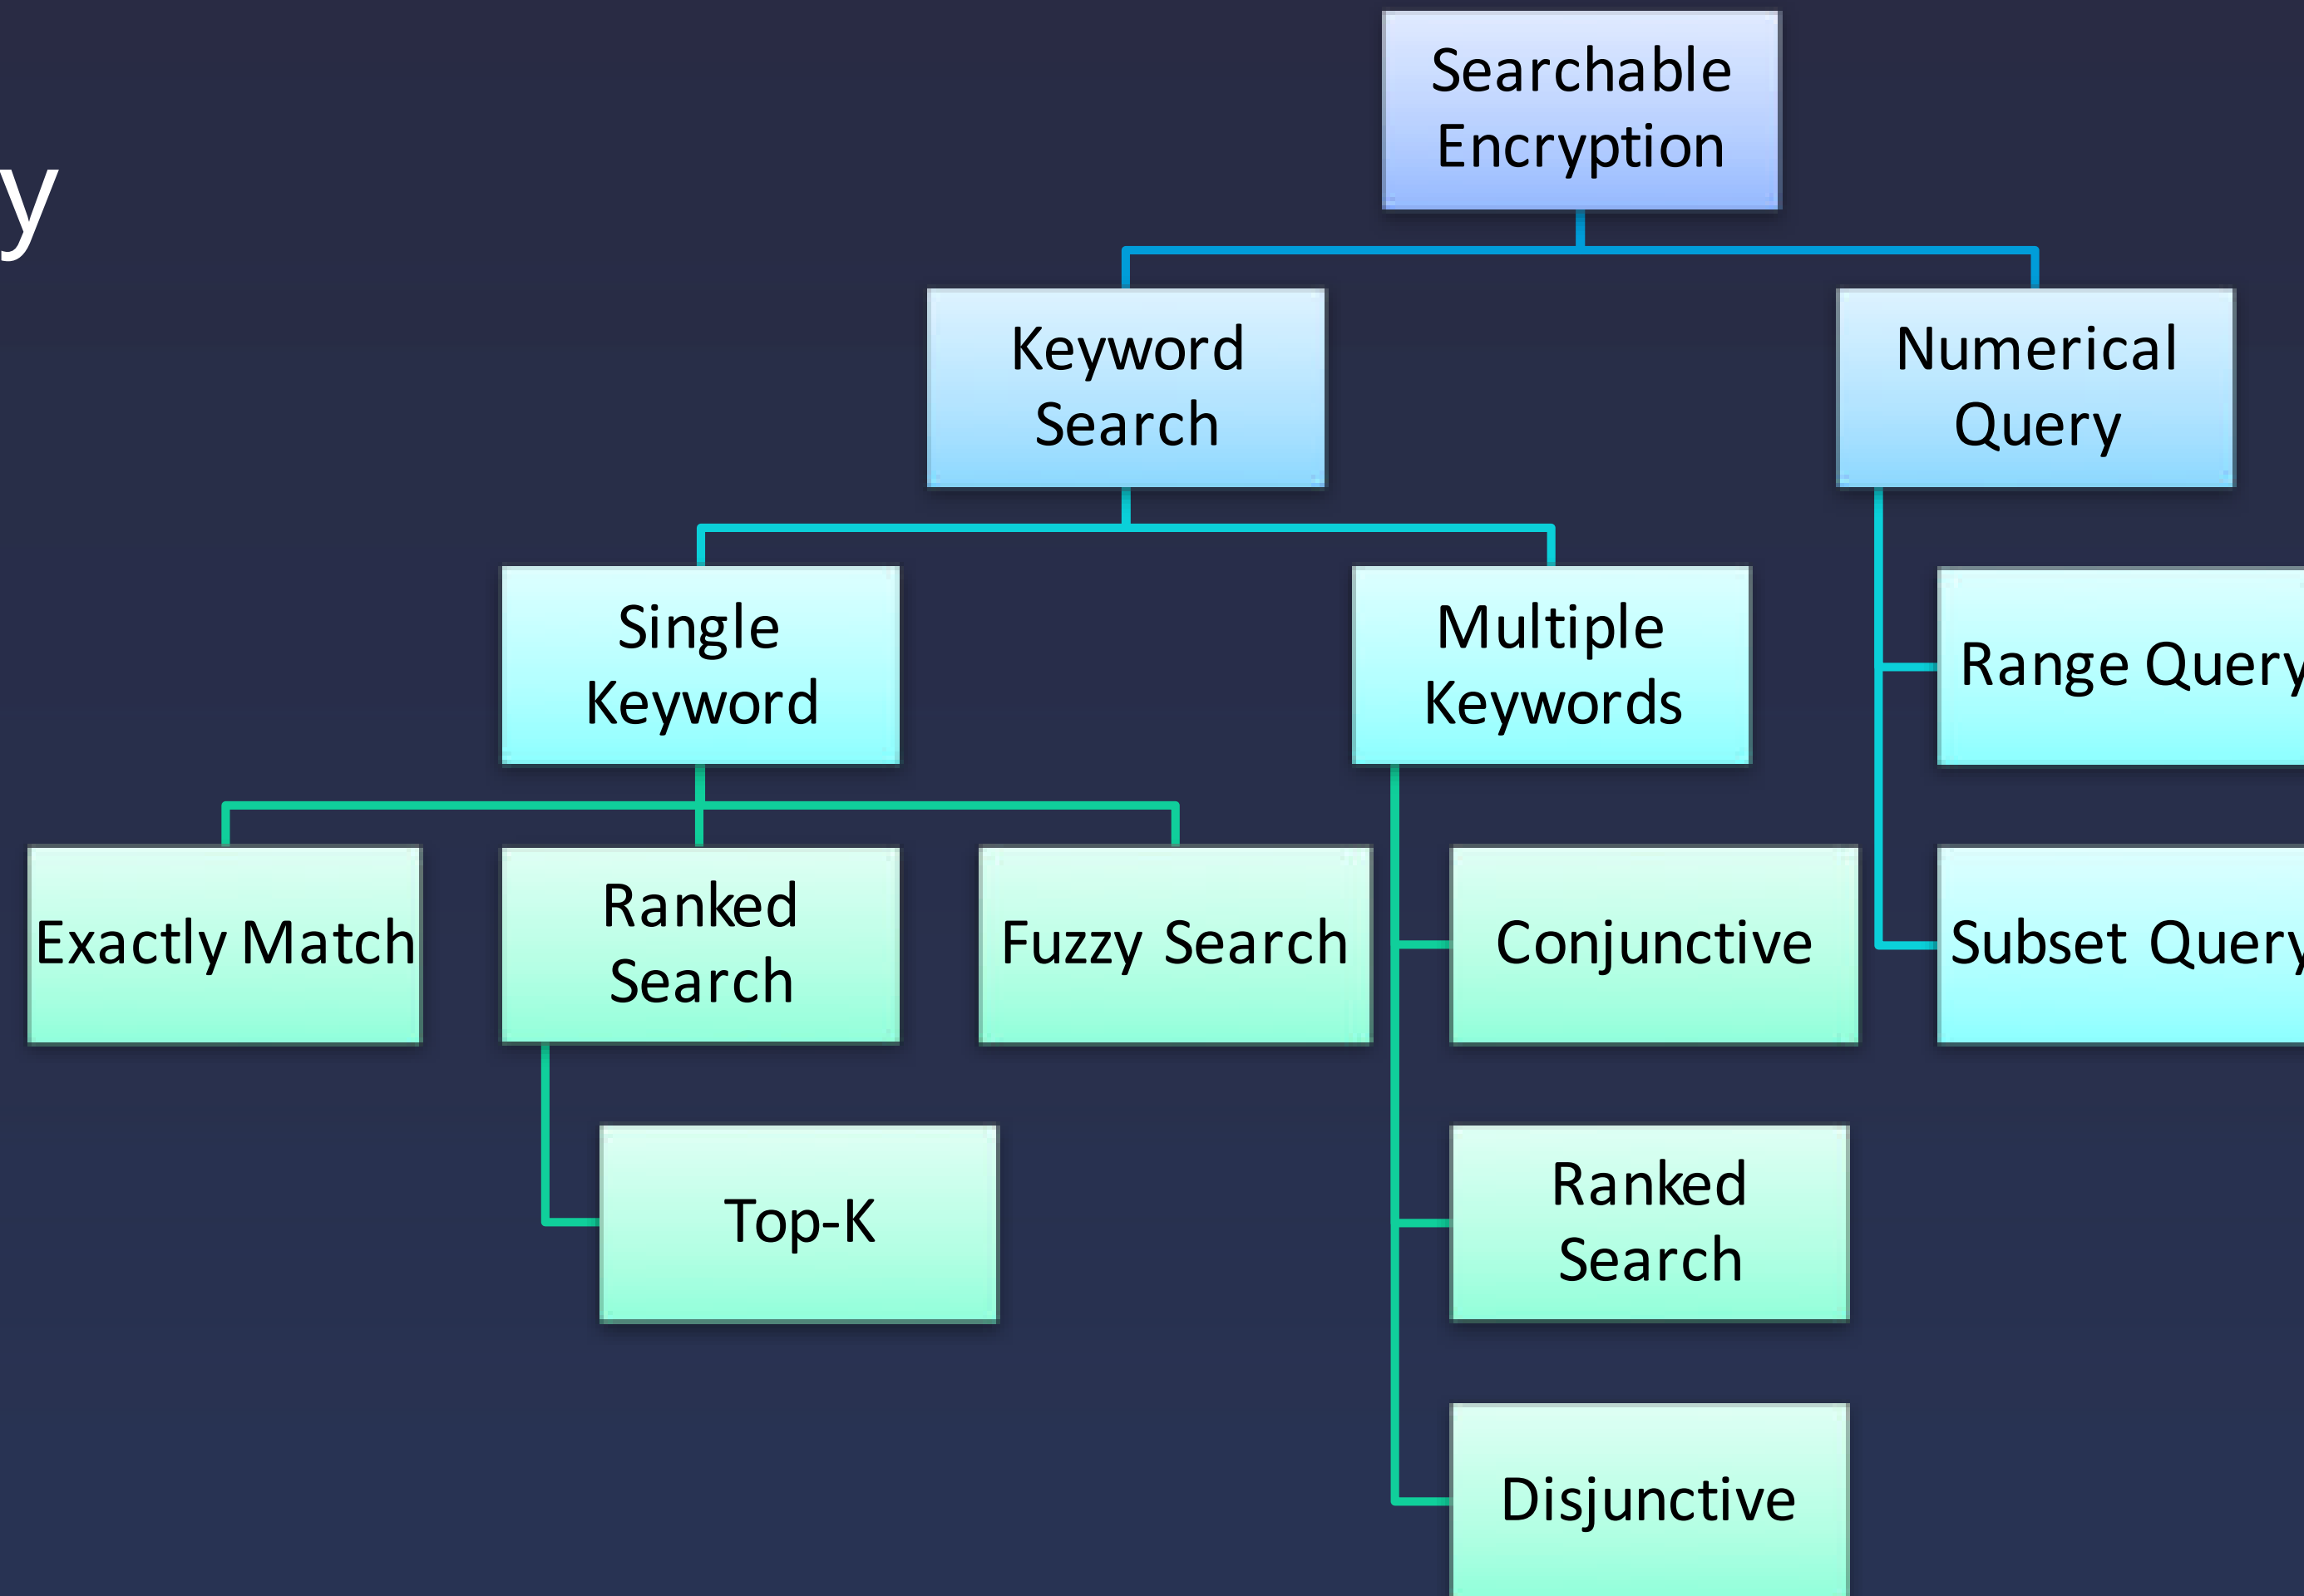 y
Searchable
Encryption
Keyword
Search
Numerical
Query
Single
Keyword
Multiple
Keywords
Range Query
Exactly Match
Ranked
Search
Fuzzy Search
Conjunctive
Subset Query
Top-K
Ranked
Search
Disjunctive